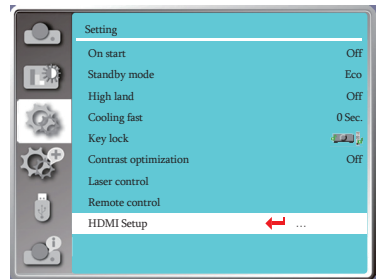 Setting
On start Off
Standby mode Eco
High land Off
Cooling fast 0 Sec.
Key lock
Contrast optimization Off
Laser control
Remote control
HDMI Setup ...